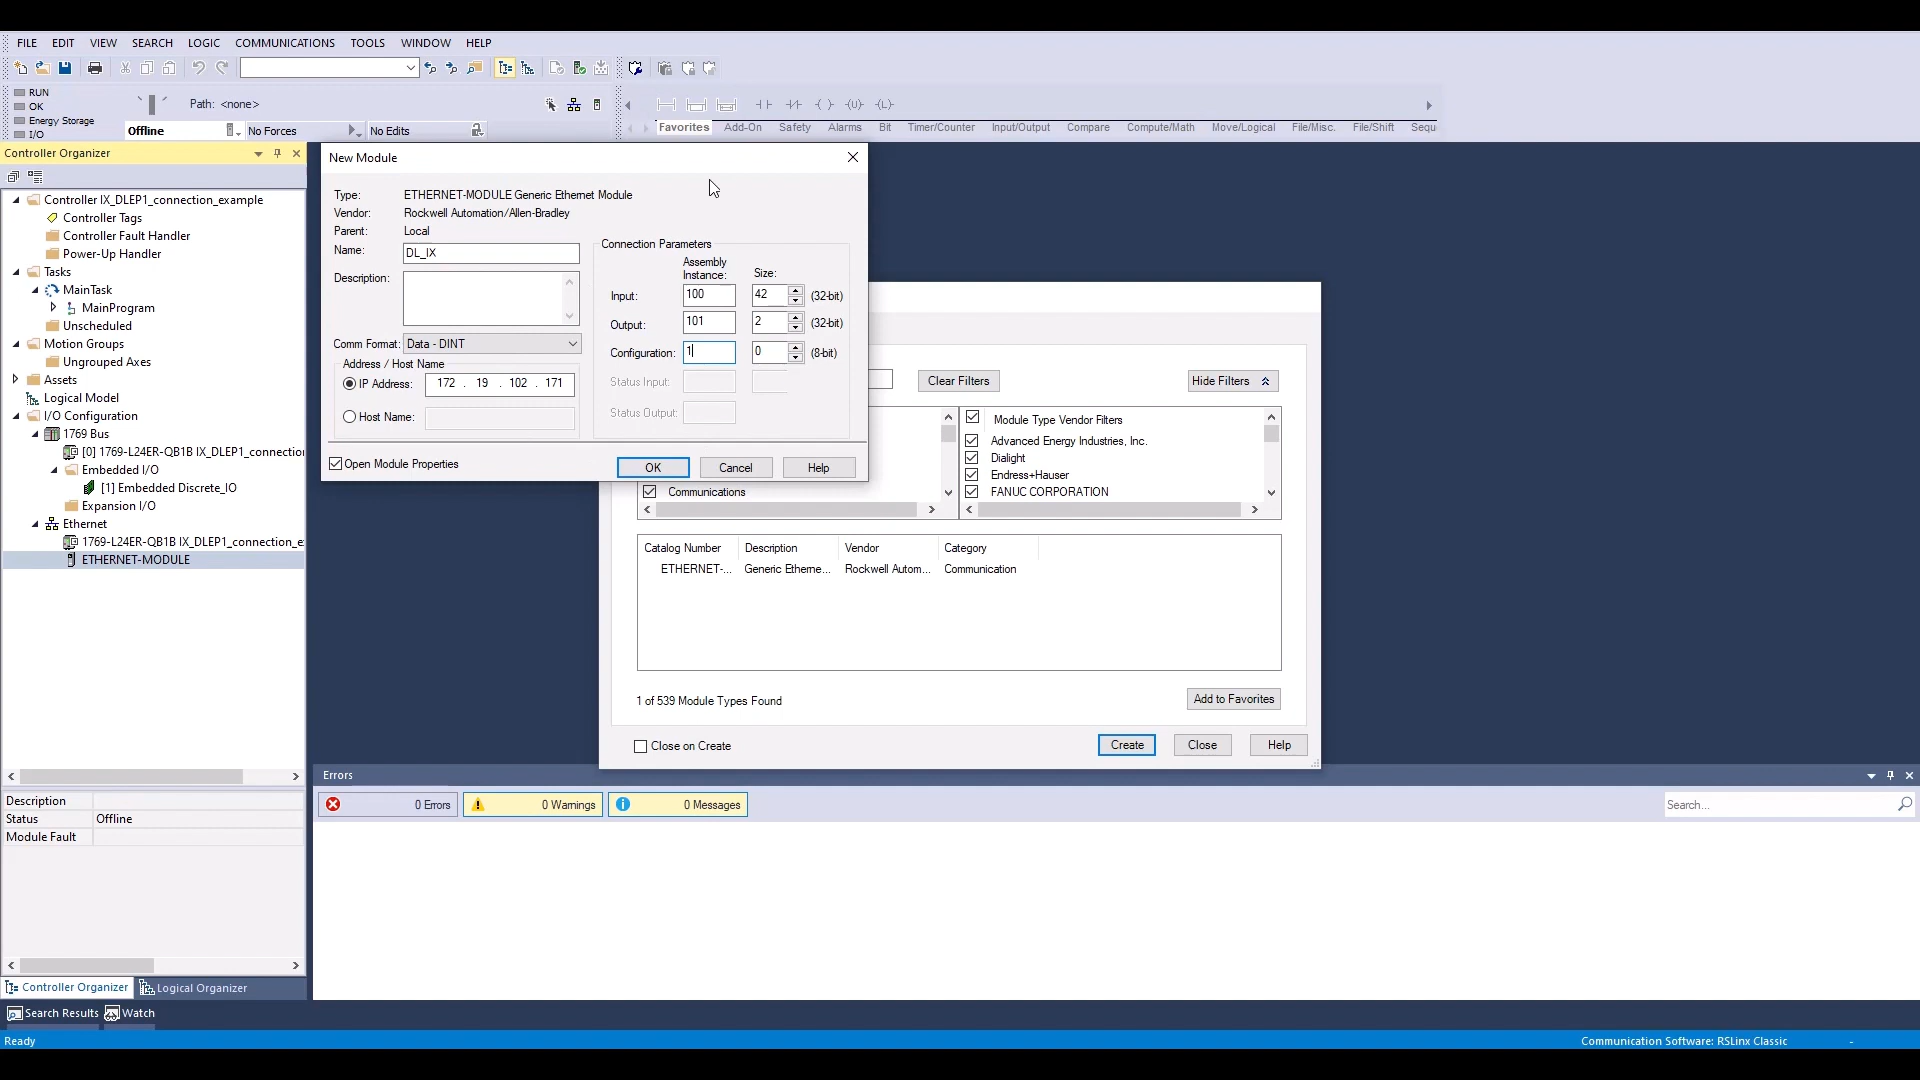 FILE EDIT VIEW SEARCH LOGIC COMMUNICATIONS TOOLS WINDOW HELP
RUN
OK
Energy Storage
I/O
Path: <none>
Offline
No Forces
No Edits
Favorites Add-On Safety Alarms Bit Timer/Counter Input/Output Compare Compute/Math Move/Logical File/Misc. File/Shift Sequ
Controller Organizer
Controller IX_DLEP1_connection_example
Controller Tags
Controller Fault Handler
Power-Up Handler
Tasks
MainTask
MainProgram
Unscheduled
Motion Groups
Ungrouped Axes
Assets
Logical Model
I/O Configuration
1769 Bus
[0] 1769-L24ER-QB1B IX_DLEP1_connectio
Embedded I/O
[1] Embedded Discrete_IO
Expansion I/O
Ethernet
1769-L24ER-QB1B IX_DLEP1_connection_e
ETHERNET-MODULE
Description
Status Offline
Module Fault
Controller Organizer
Logical Organizer
Search Results
Watch
Ready
New Module
Type: ETHERNET-MODULE Generic Ethernet Module
Vendor: Rockwell Automation/Allen-Bradley
Parent: Local
Name: DL_IX
Description:
Comm Format: Data - DINT
Address / Host Name
IP Address: 172 . 19 . 102 . 171
Host Name:
Connection Parameters
Assembly
Instance: Size:
Input: 100 42 (32-bit)
Output: 101 2 (32-bit)
Configuration: 1 0 (8-bit)
Status Input:
Status Output:
Open Module Properties
OK
Cancel
Help
Clear Filters
Hide Filters
Communications
Module Type Vendor Filters
Advanced Energy Industries, Inc.
Dialight
Endress+Hauser
FANUC CORPORATION
Catalog Number Description Vendor Category
ETHERNET-... Generic Etherne... Rockwell Autom... Communication
1 of 539 Module Types Found
Add to Favorites
Close on Create
Create
Close
Help
Errors
0 Errors
0 Warnings
0 Messages
Search...
Communication Software: RSLinx Classic
-